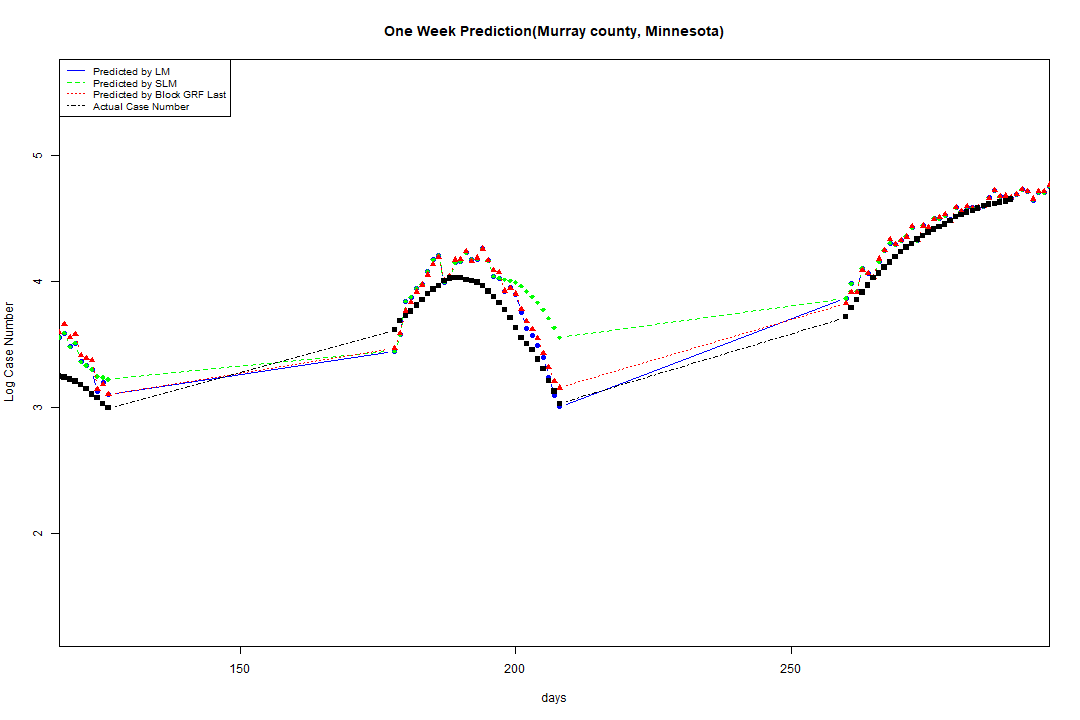 One Week Prediction(Murray county, Minnesota)
Predicted by LM
Predicted by SLM
Predicted by Block GRF Last
Actual Case Number
Log Case Number
5
4
3
2
150
200
250
days